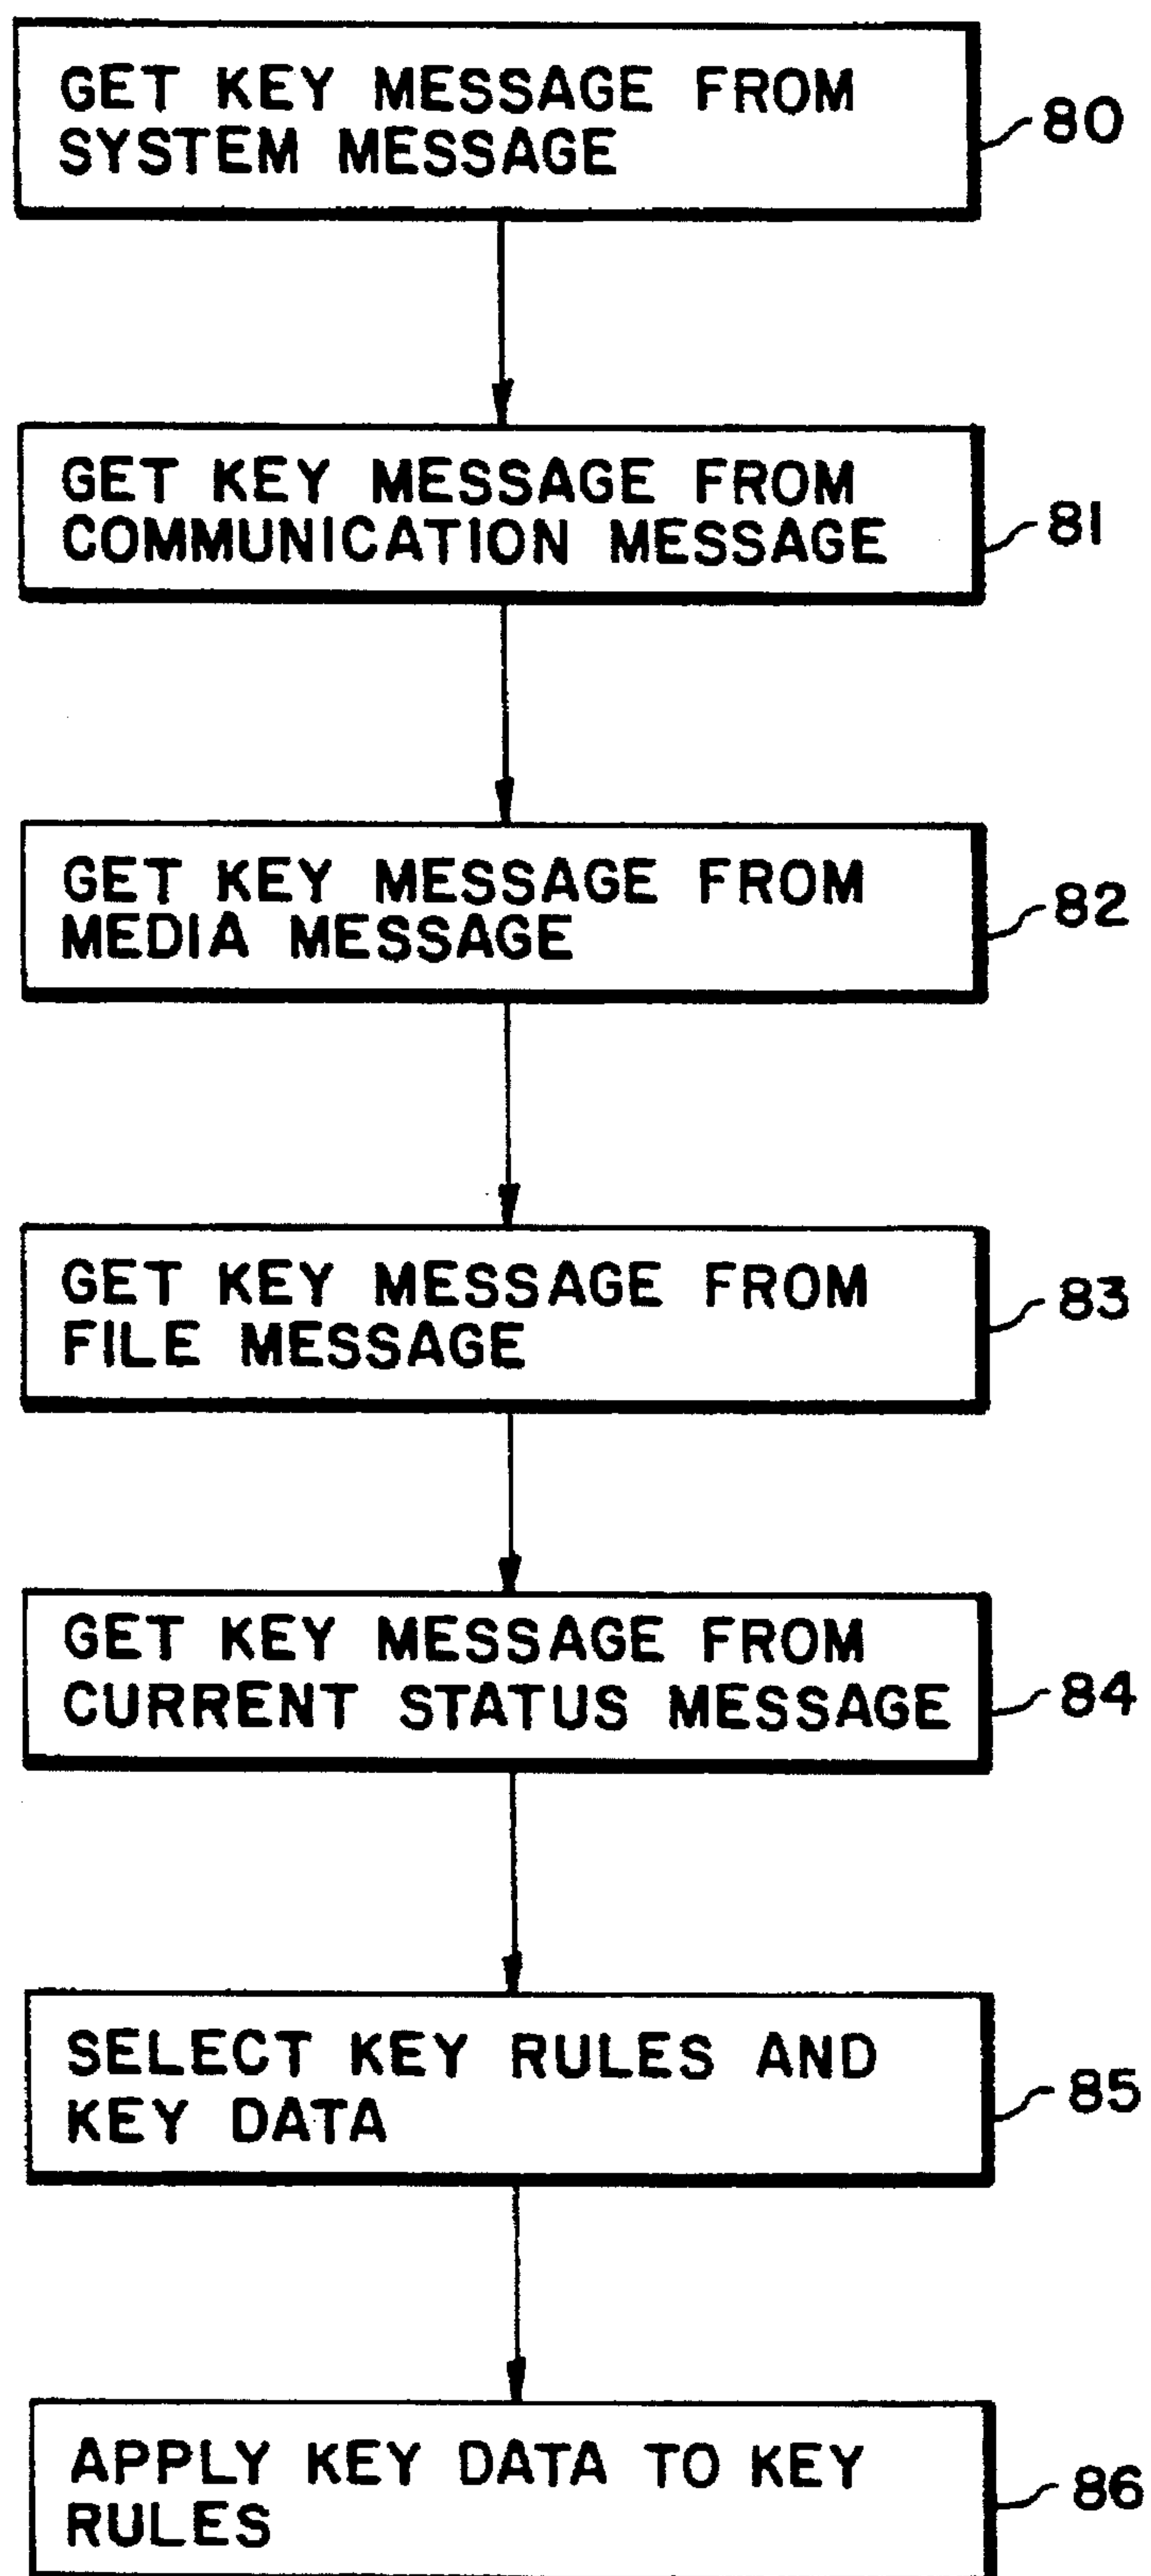 GET KEY MESSAGE FROM
SYSTEM MESSAGE
80
GET KEY MESSAGE FROM
COMMUNICATION MESSAGE
81
GET KEY MESSAGE FROM
MEDIA MESSAGE
82
GET KEY MESSAGE FROM
FILE MESSAGE
83
GET KEY MESSAGE FROM
CURRENT STATUS MESSAGE
84
SELECT KEY RULES AND
KEY DATA
85
APPLY KEY DATA TO KEY
RULES
86